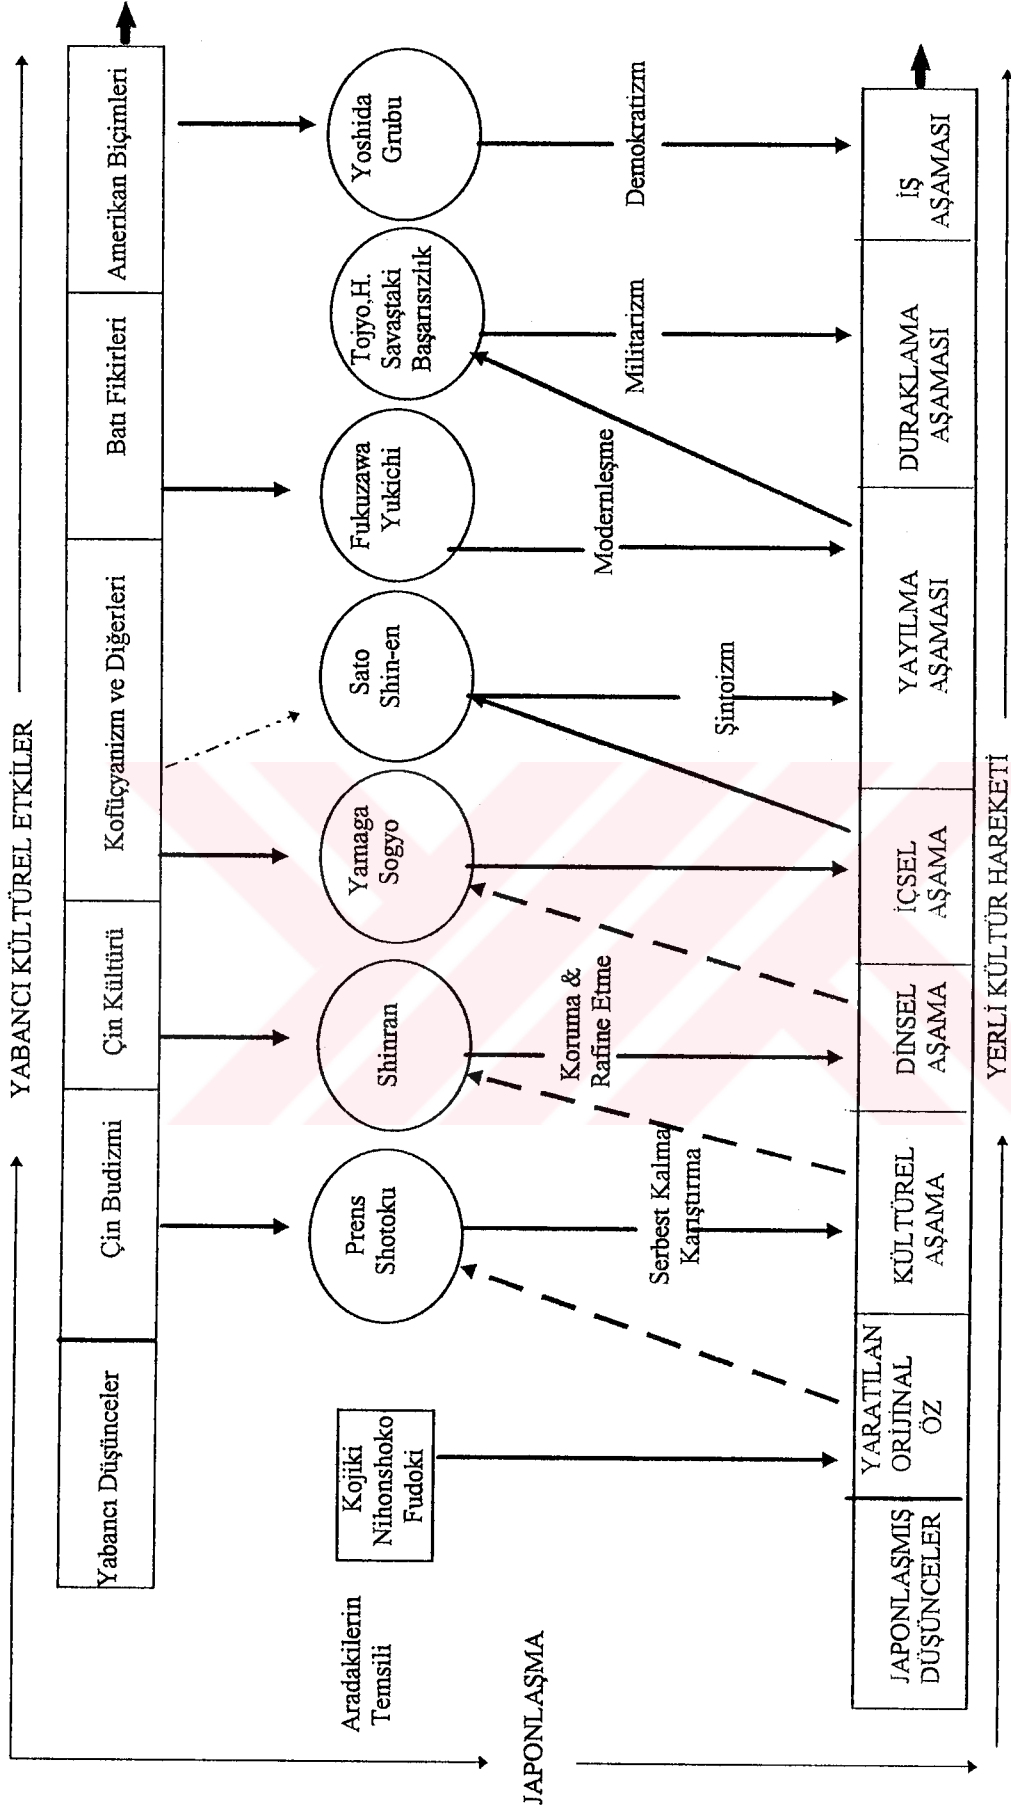 YABANCI KÜLTÜREL ETKİLER
Yabancı Düşünceler
Çin Budizmi
Çin Kültürü
Kofüçyanizm ve Diğerleri
Batı Fikirleri
Amerikan Biçimleri
Aradakilerin
Temsili
Kojiki
Nihonshoko
Fudoki
Prens
Shotoku
Shinran
Yamaga
Sogyo
Sato
Shin-en
Fukuzawa
Yukichi
Tojyo,H.
Savaştaki
Başarısızlık
Yoshida
Grubu
JAPONLAŞMA
Serbest Kalma
Karıştırma
Koruma &
Rafine Etme
Şintoizm
Modernleşme
Militarizm
Demokratizm
JAPONLAŞMIŞ
DÜŞÜNCELER
YARATILAN
ORİJİNAL
ÖZ
KÜLTÜREL
AŞAMA
DİNSEL
AŞAMA
İÇSEL
AŞAMA
YAYILMA
AŞAMASI
DURAKLAMA
AŞAMASI
İŞ
AŞAMASI
YERLİ KÜLTÜR HAREKETİ